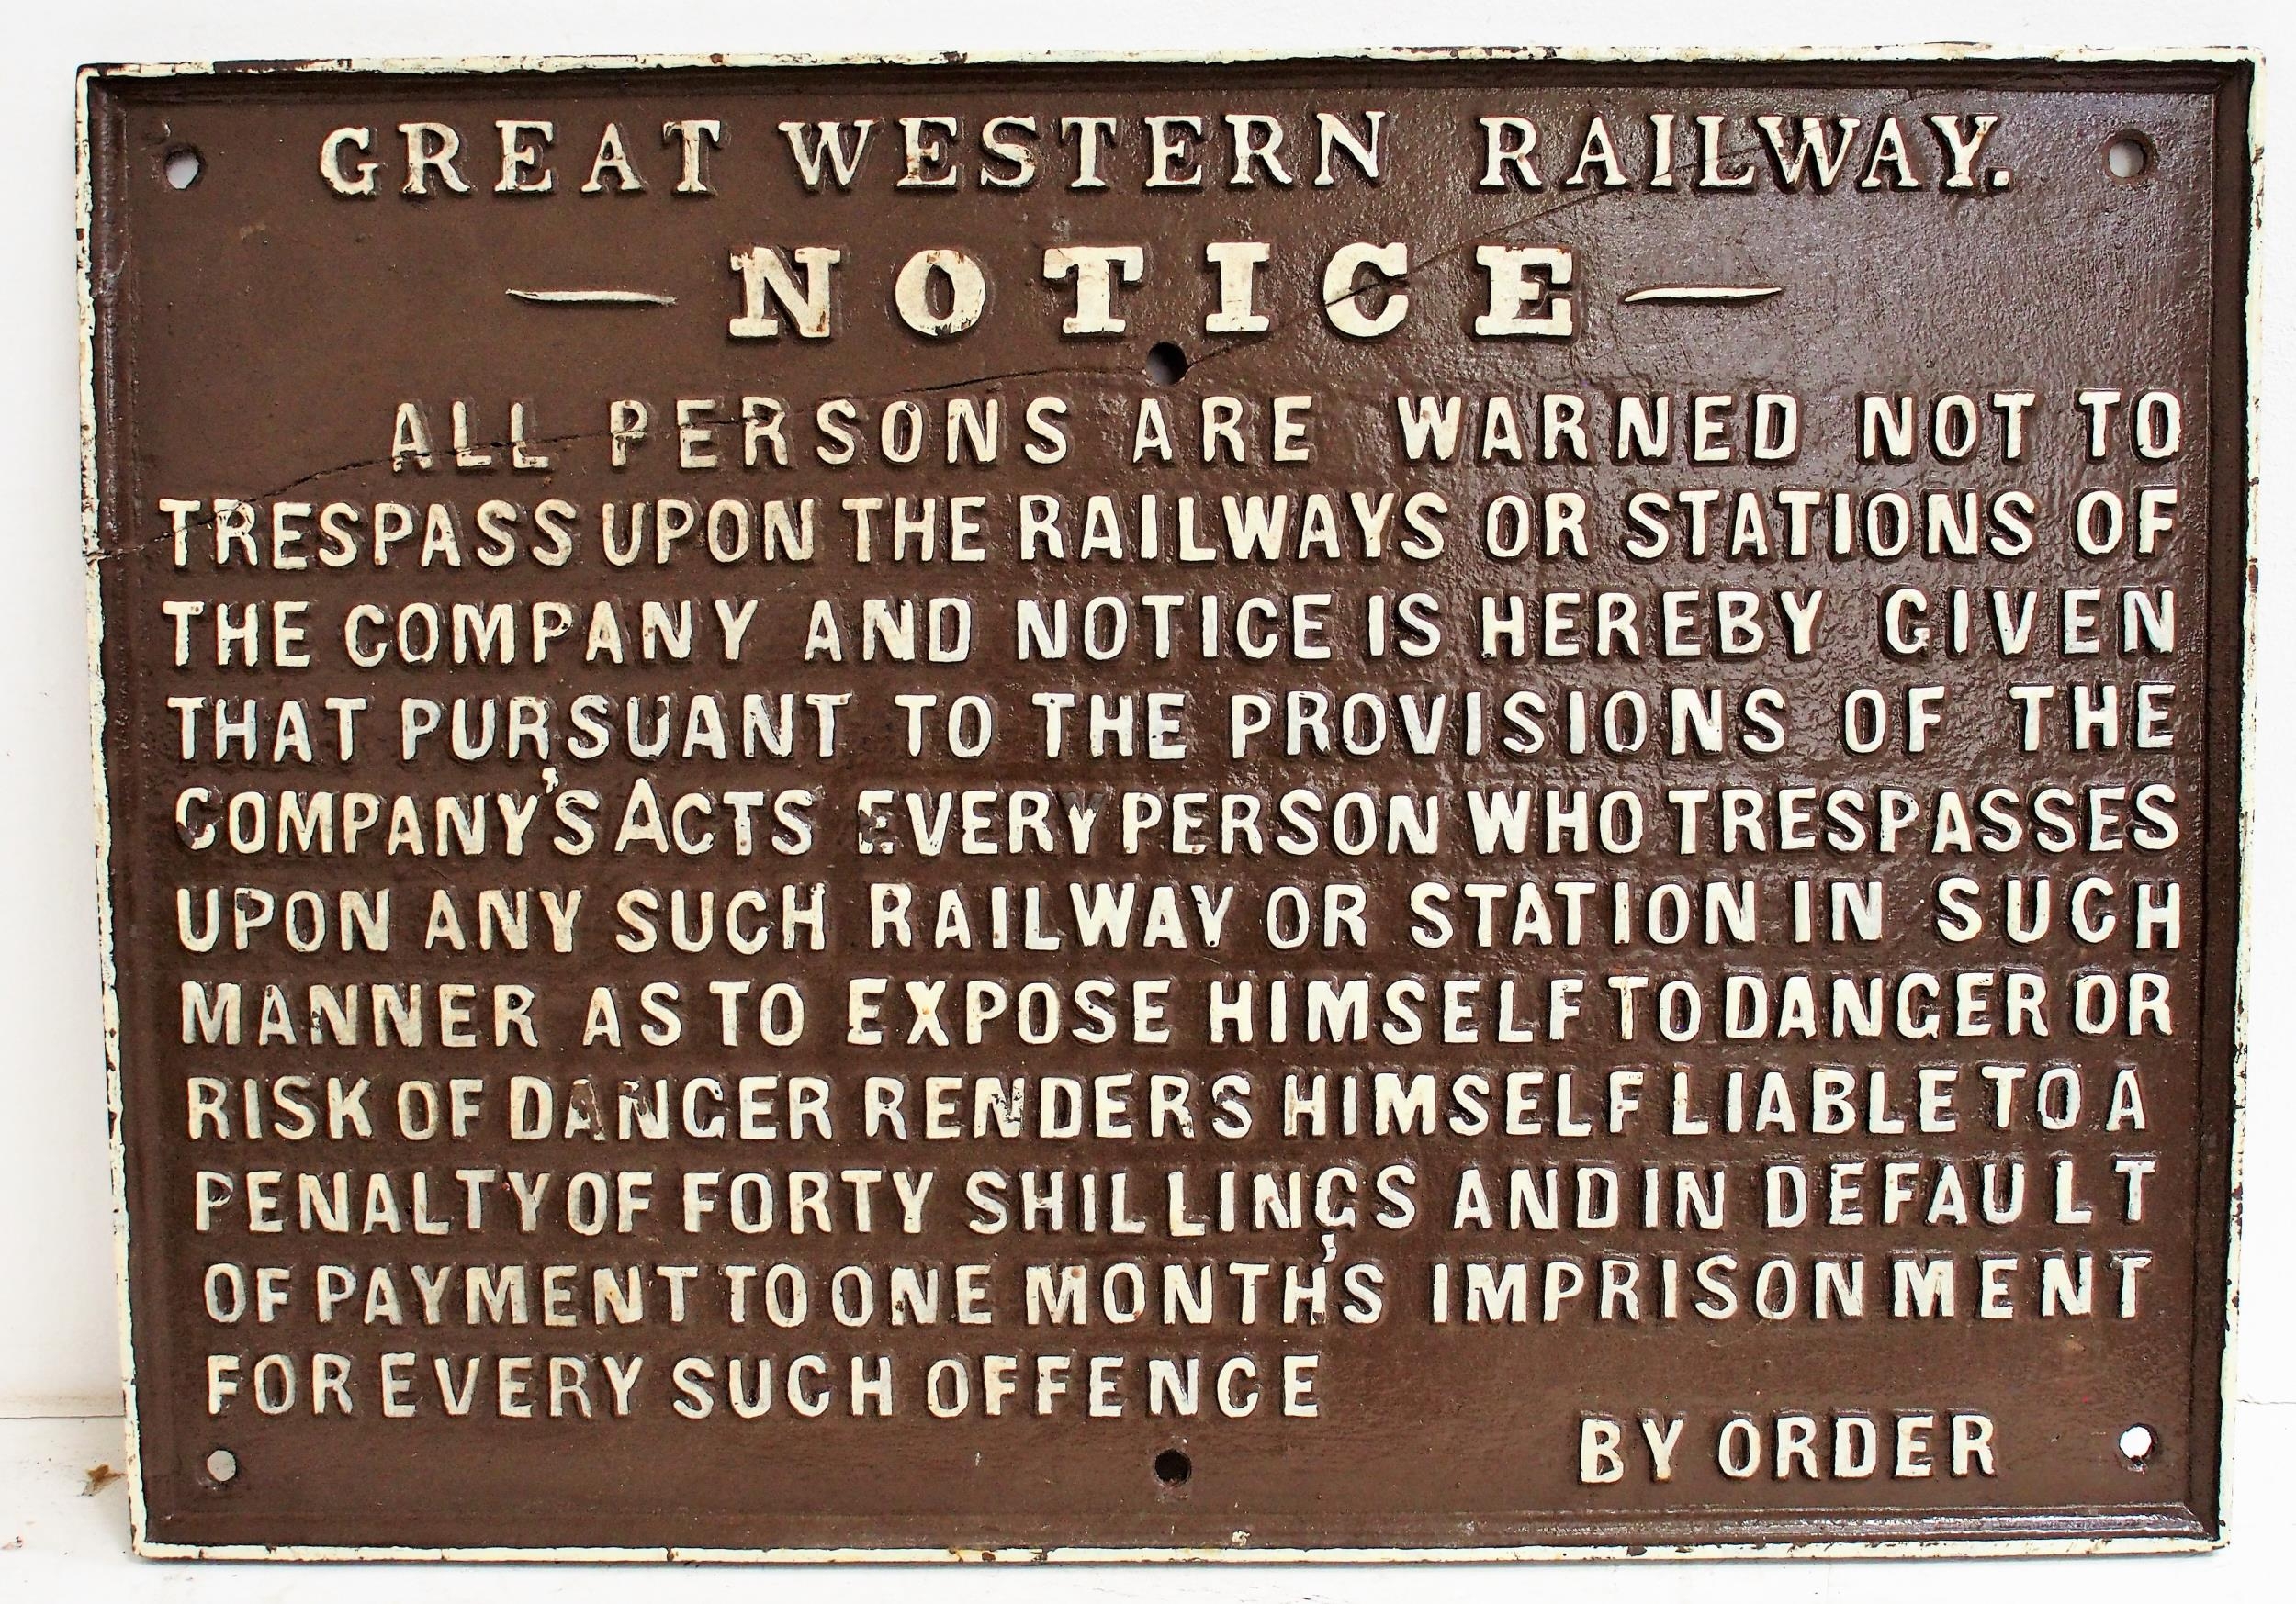 GREAT WESTERN RAILWAY.
— NOTICE —
ALL PERSONS ARE WARNED NOT TO
TRESPASS UPON THE RAILWAYS OR STATIONS OF
THE COMPANY AND NOTICE IS HEREBY GIVEN
THAT PURSUANT TO THE PROVISIONS OF THE
COMPANY'S ACTS EVERY PERSON WHO TRESPASSES
UPON ANY SUCH RAILWAY OR STATION IN SUCH
MANNER AS TO EXPOSE HIMSELF TO DANGER OR
RISK OF DANGER RENDERS HIMSELF LIABLE TO A
PENALTY OF FORTY SHILLINGS AND IN DEFAULT
OF PAYMENT TO ONE MONTH'S IMPRISONMENT
FOR EVERY SUCH OFFENCE
BY ORDER